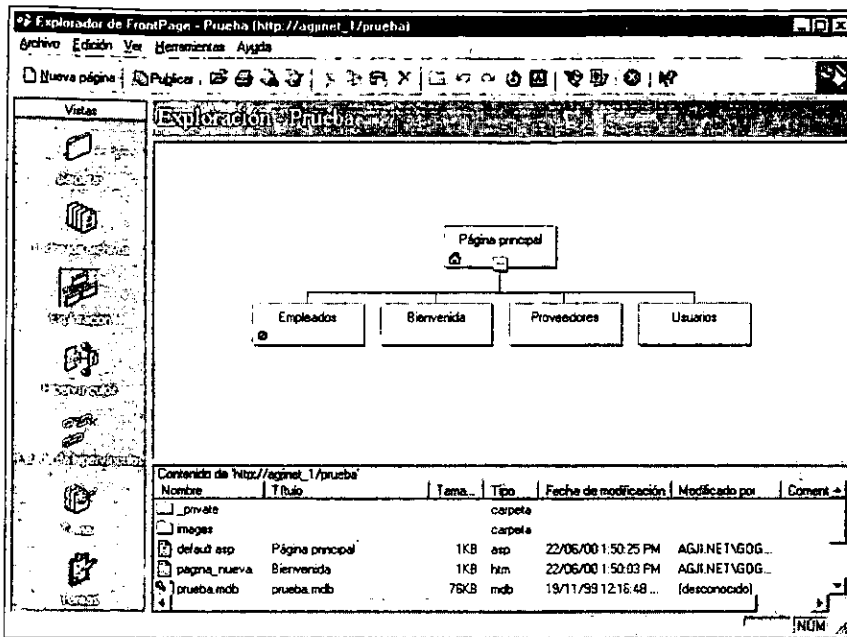 Explorador de FrontPage - Prueba (http://agjinet_1/prueba)
Archivo Edición Ver Herramientas Ayuda
Nueva página Publicar
Vistas
Exploración - Prueba
Página principal
Empleados Bienvenida Proveedores Usuarios
Exploración
Contenido de 'http://agjinet_1/prueba'
Nombre Título Tama... Tipo Fecha de modificación Modificado por Coment
_private carpeta
images carpeta
default.asp Página principal 1KB asp 22/06/00 1:50:25 PM AGJI.NET\GOG...
pagina_nueva Bienvenida 1KB htm 22/06/00 1:50:03 PM AGJI.NET\GOG...
prueba.mdb prueba.mdb 76KB mdb 19/11/99 12:16:48 ... (desconocido)
NUM